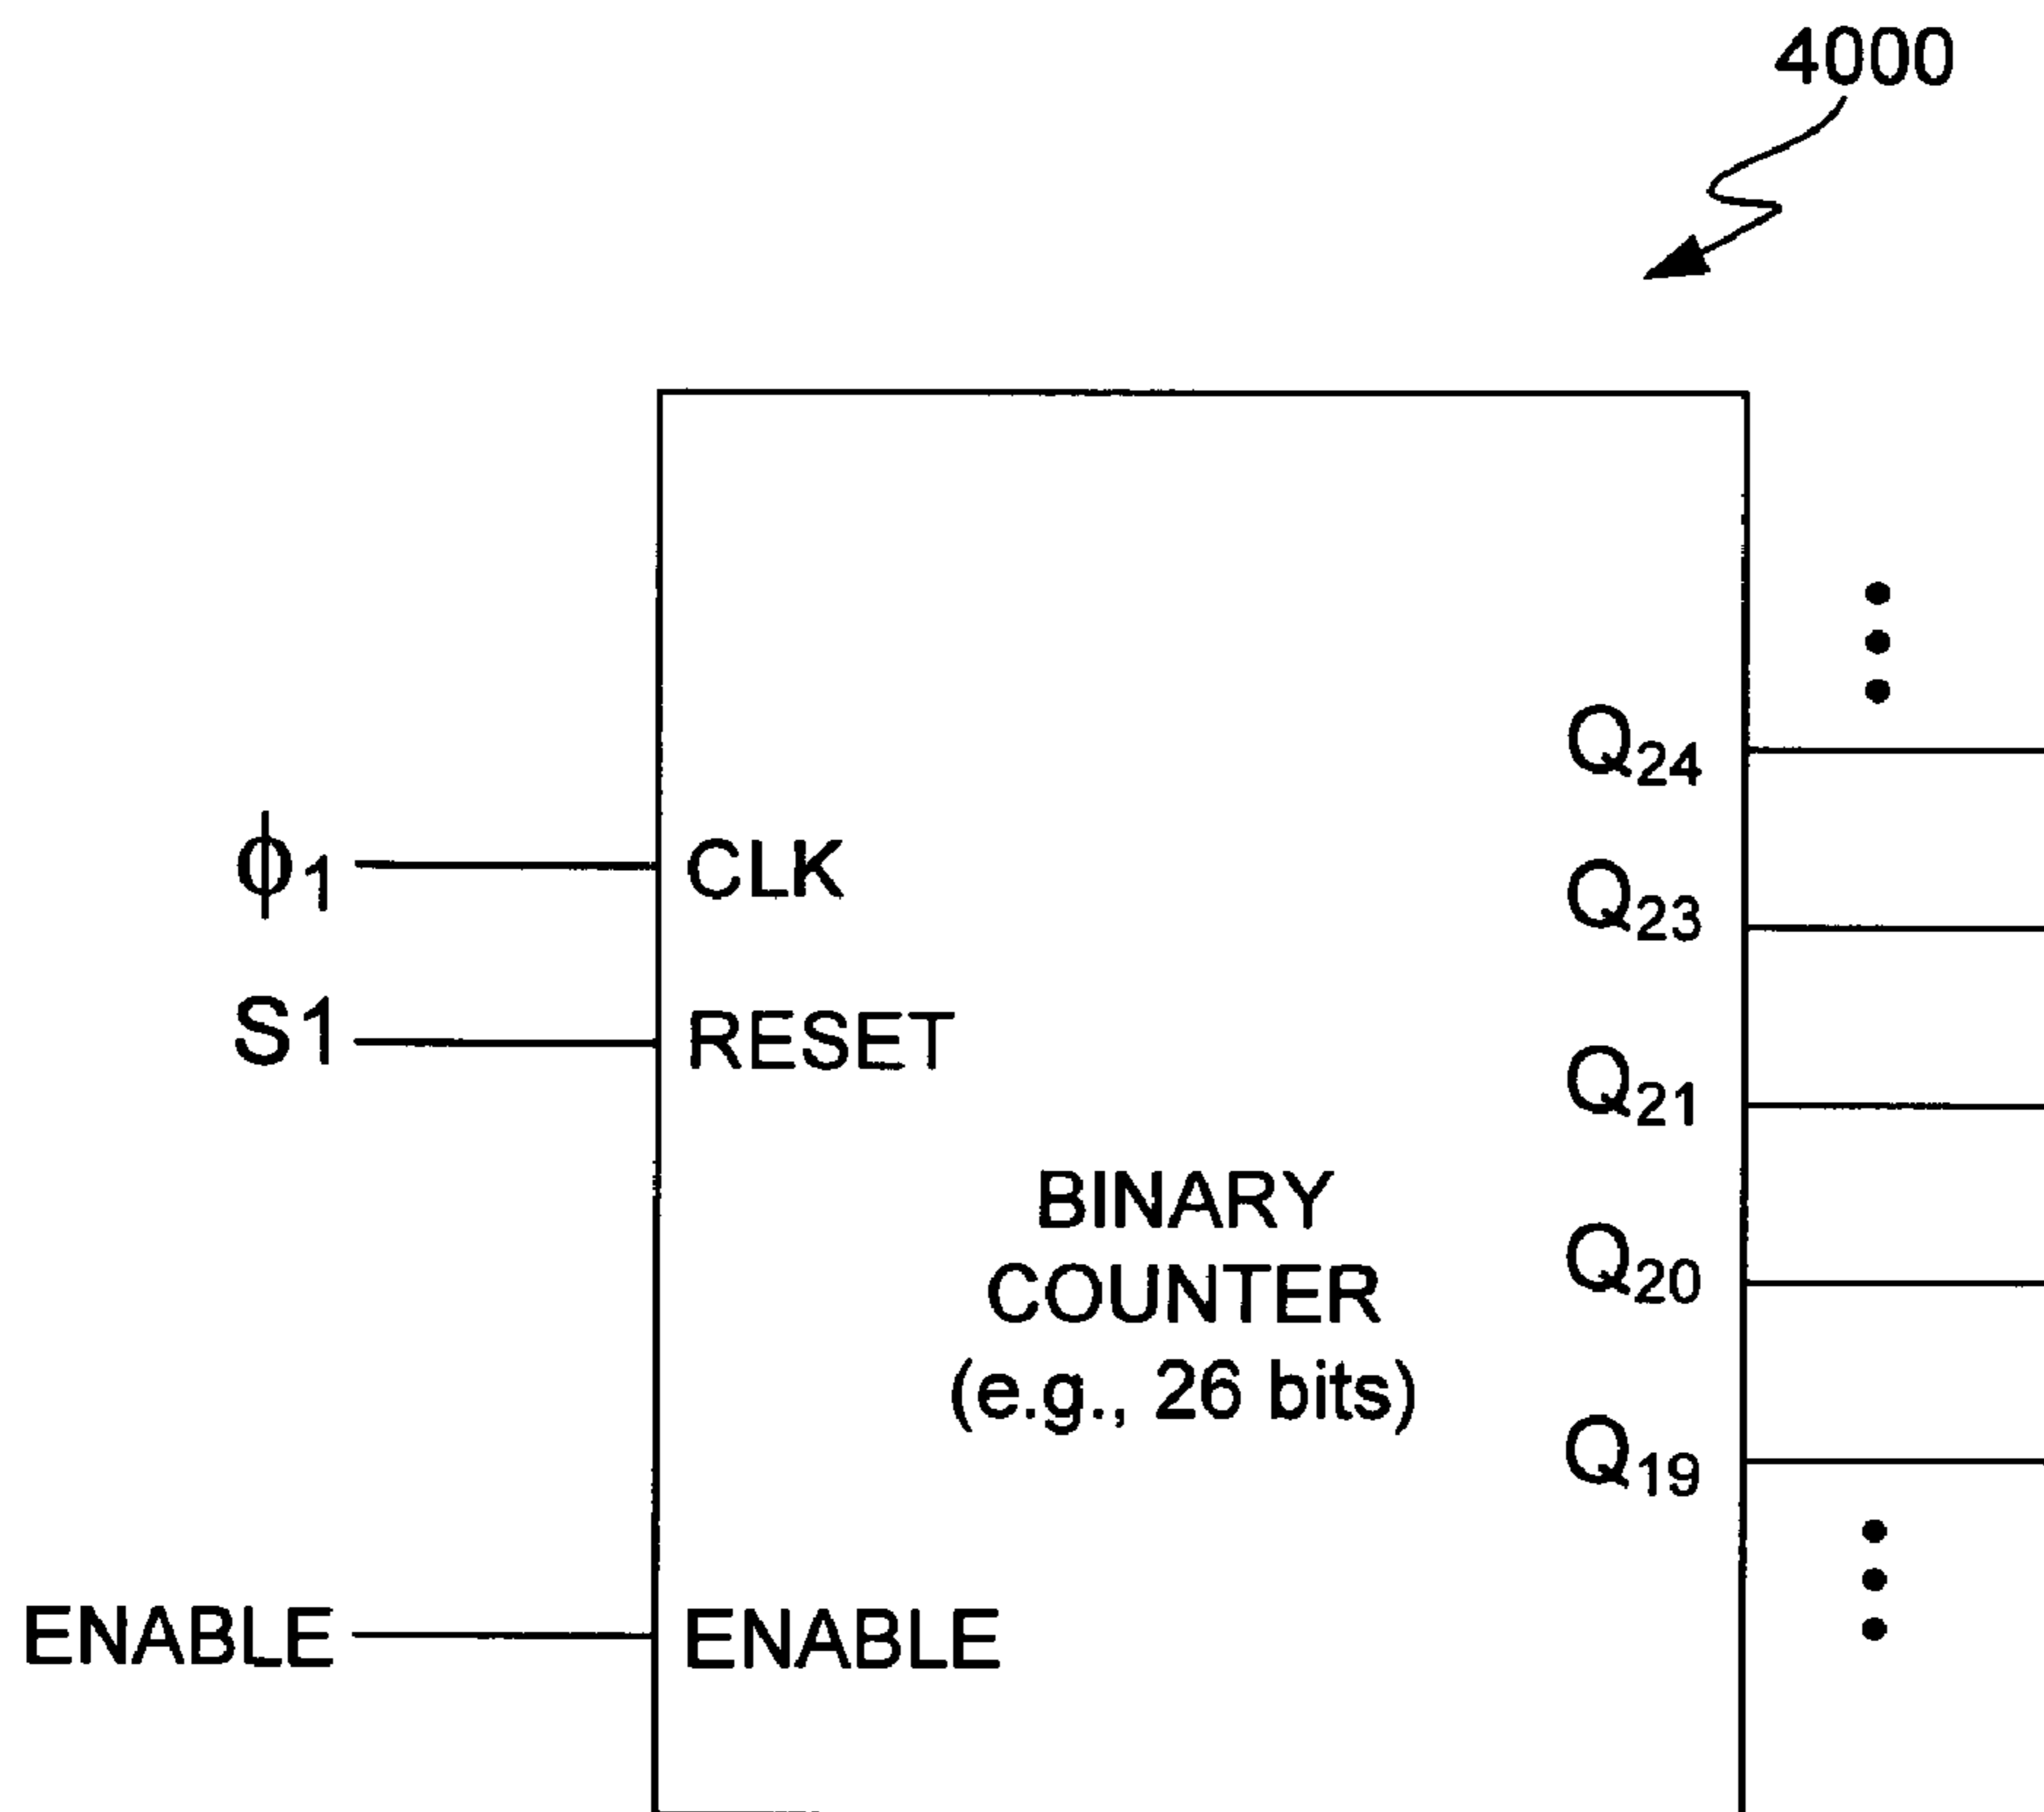 4000
Q24
ϕ1 CLK
Q23
S1 RESET
Q21
BINARY
COUNTER
(e.g., 26 bits)
Q20
Q19
ENABLE ENABLE